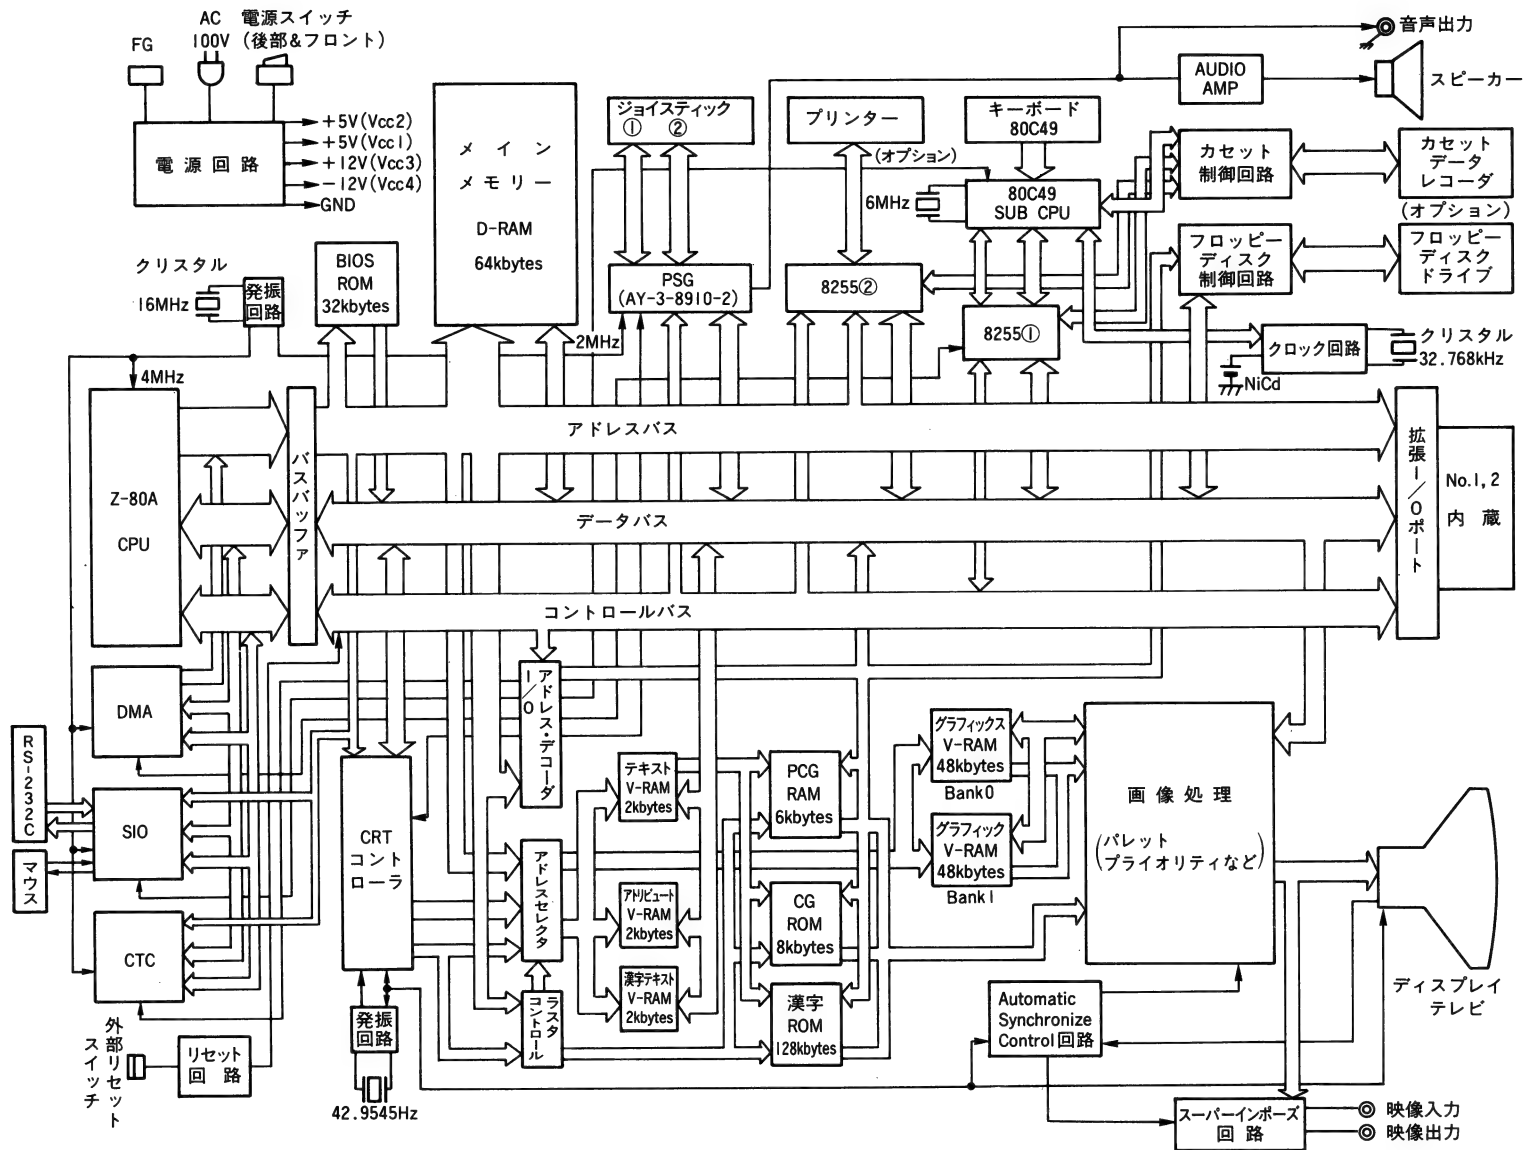 FG
AC
100V
電源スイッチ
(後部&フロント)
電源回路
+5V(Vcc2)
+5V(Vcc1)
+12V(Vcc3)
-12V(Vcc4)
GND
メイン
メモリー
D-RAM
64kbytes
ジョイスティック
① ②
プリンター
(オプション)
キーボード
80C49
音声出力
AUDIO
AMP
スピーカー
カセット
制御回路
カセット
データ
レコーダ
(オプション)
6MHz
80C49
SUB CPU
フロッピー
ディスク
制御回路
フロッピー
ディスク
ドライブ
クリスタル
16MHz
発振
回路
BIOS
ROM
32kbytes
PSG
(AY-3-8910-2)
8255②
8255①
2MHz
クロック回路
クリスタル
32.768kHz
NiCd
4MHz
Z-80A
CPU
バスバッファ
アドレスバス
データバス
コントロールバス
拡張I/Oポート
No.1,2
内蔵
DMA
RS-232C
SIO
マウス
CTC
外部リセット
スイッチ
リセット
回路
CRT
コント
ローラ
発振
回路
42.9545Hz
I/O
アドレス・デコーダ
アドレスセレクタ
ラスタ
コントロール
テキスト
V-RAM
2kbytes
アトリビュート
V-RAM
2kbytes
漢字テキスト
V-RAM
2kbytes
PCG
RAM
6kbytes
CG
ROM
8kbytes
漢字
ROM
128kbytes
グラフィックス
V-RAM
48kbytes
Bank0
グラフィック
V-RAM
48kbytes
Bank1
画像処理
(パレット
プライオリティなど)
Automatic
Synchronize
Control回路
ディスプレイ
テレビ
スーパーインポーズ
回路
映像入力
映像出力